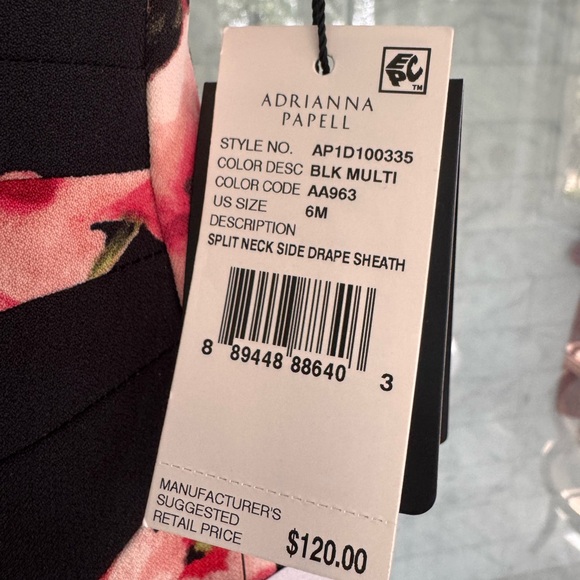 EPC™
ADRIANNA
PAPELL
STYLE NO. AP1D100335
COLOR DESC BLK MULTI
COLOR CODE AA963
US SIZE 6M
DESCRIPTION
SPLIT NECK SIDE DRAPE SHEATH
8 89448 88640 3
MANUFACTURER'S
SUGGESTED
RETAIL PRICE $120.00